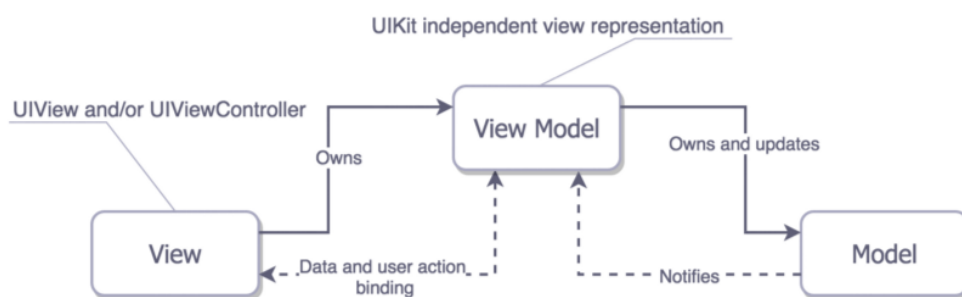 UIKit independent view representation
UIView and/or UIViewController
View Model
Owns
Owns and updates
View
Data and user action
binding
Notifies
Model